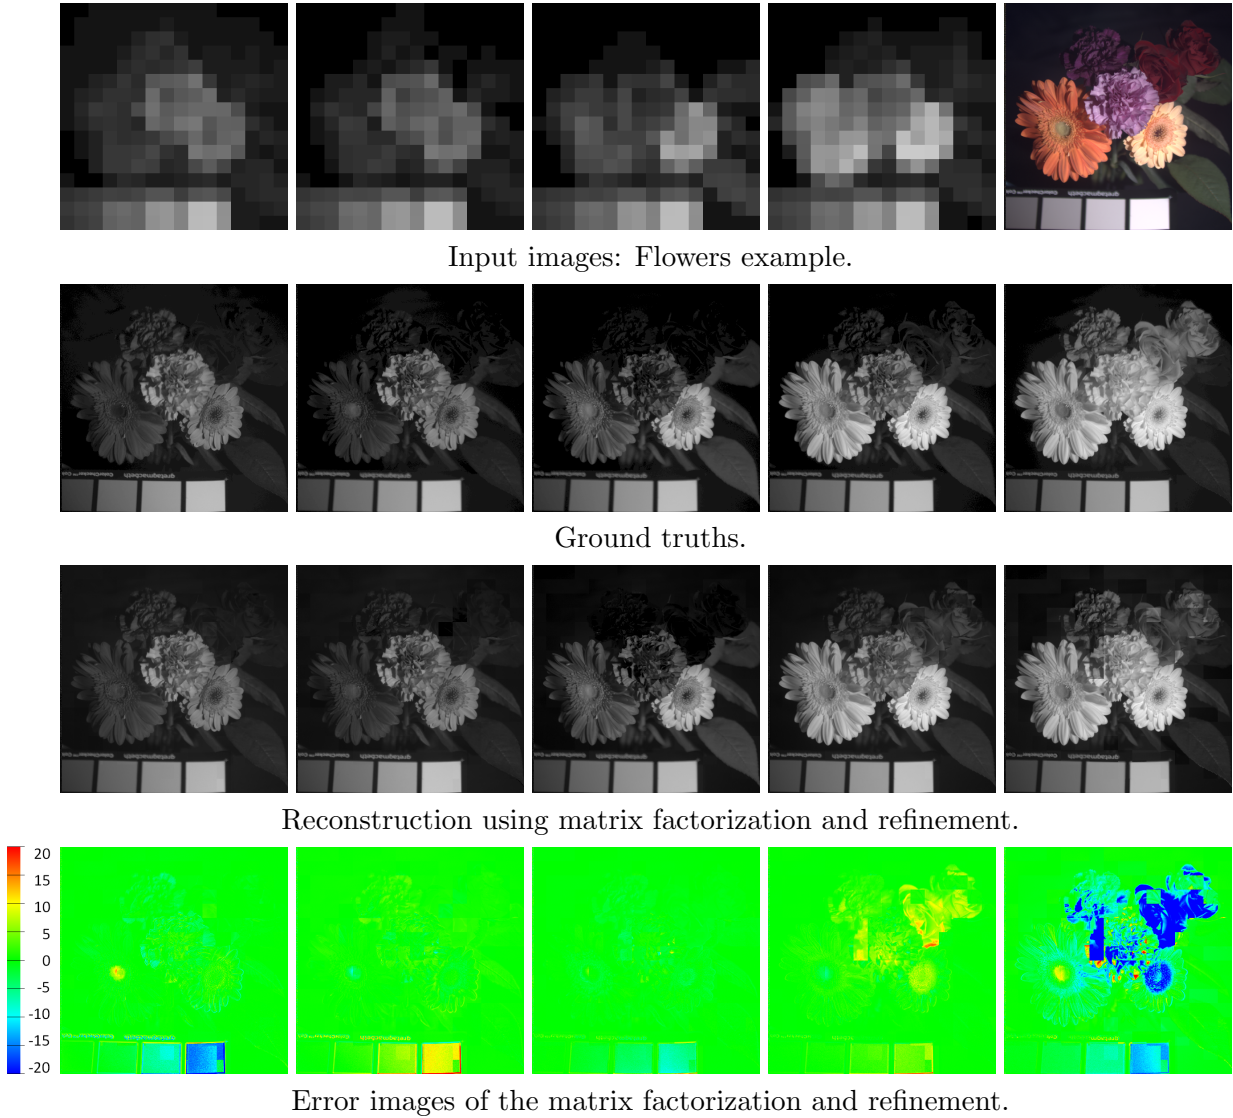 Input images: Flowers example.
Ground truths.
Reconstruction using matrix factorization and refinement.
20
15
10
5
0
-5
-10
-15
-20
Error images of the matrix factorization and refinement.